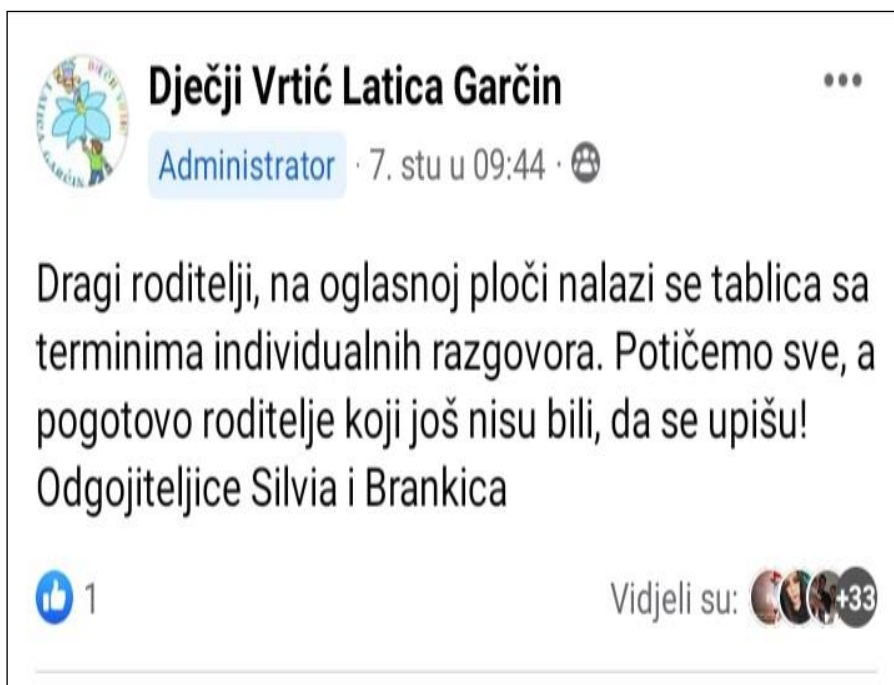 Dječji Vrtić Latica Garčin
Administrator · 7. stu u 09:44 ·
Dragi roditelji, na oglasnoj ploči nalazi se tablica sa
terminima individualnih razgovora. Potičemo sve, a
pogotovo roditelje koji još nisu bili, da se upišu!
Odgojiteljice Silvia i Brankica
1
Vidjeli su: +33